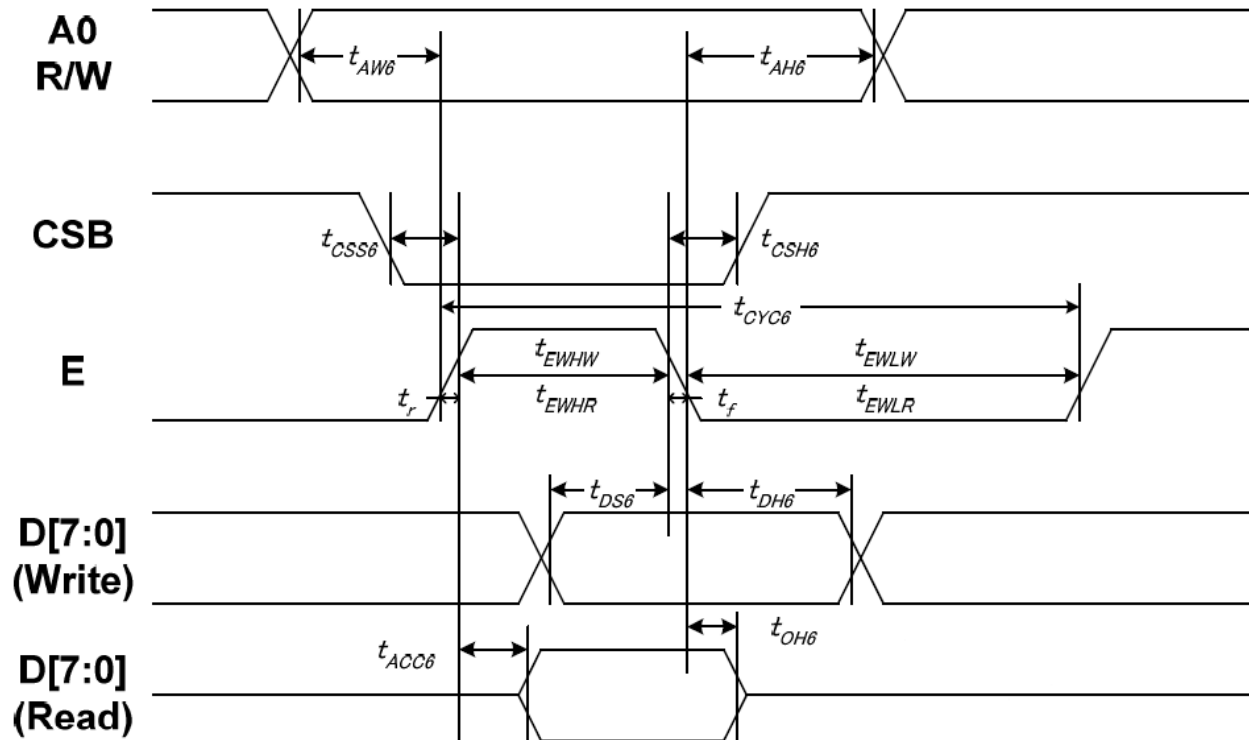 A0
R/W
t_AW6
t_AH6
CSB
t_CSS6
t_CSH6
t_CYC6
E
t_EWHW
t_EWLW
t_r
t_EWHR
t_f
t_EWLR
D[7:0]
(Write)
t_DS6
t_DH6
t_OH6
D[7:0]
(Read)
t_ACC6